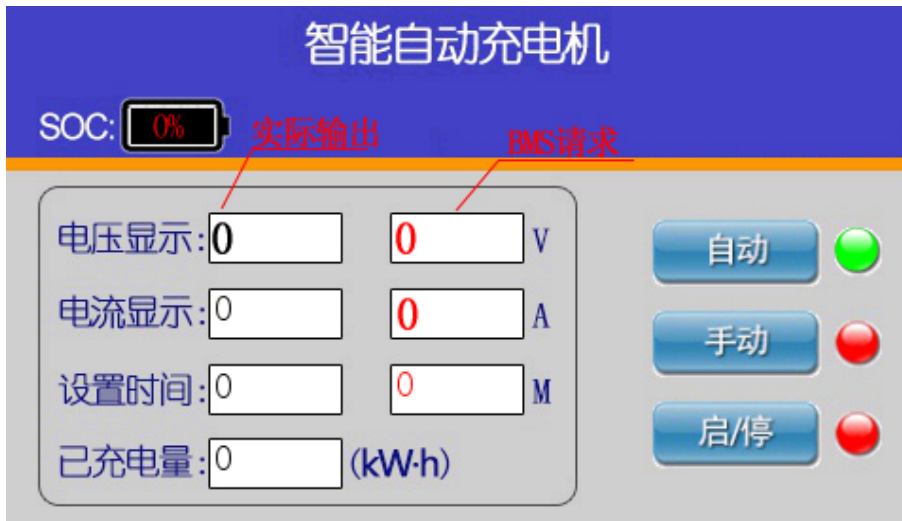 智能自动充电机
SOC: 0% 实际输出 BMS请求
电压显示: 0 0 V 自动
电流显示: 0 0 A 手动
设置时间: 0 0 M 启/停
已充电量: 0 (kW·h)